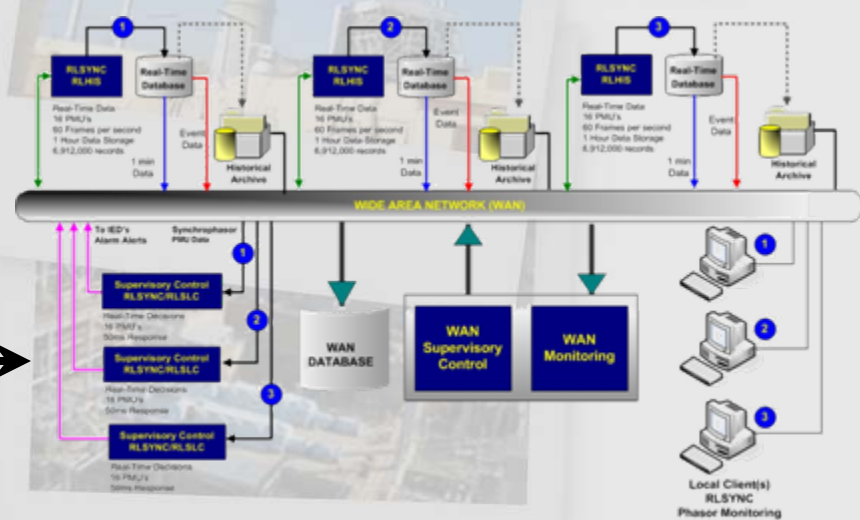 1
RLSYNC
RLHIS
Real-Time
Database
Real-Time Data
16 PMU's
60 Frames per second
1 Hour Data Storage
6,912,000 records
Event
Data
1 min
Data
Historical
Archive
2
RLSYNC
RLHIS
Real-Time
Database
Real-Time Data
16 PMU's
60 Frames per second
1 Hour Data Storage
6,912,000 records
Event
Data
1 min
Data
Historical
Archive
3
RLSYNC
RLHIS
Real-Time
Database
Real-Time Data
16 PMU's
60 Frames per second
1 Hour Data Storage
6,912,000 records
Event
Data
1 min
Data
Historical
Archive
WIDE AREA NETWORK (WAN)
To IED's
Alarm Alerts
Synchrophasor
PMU Data
1
Supervisory Control
RLSYNC/RLSLC
Real-Time Decisions
16 PMU's
50ms Response
2
Supervisory Control
RLSYNC/RLSLC
Real-Time Decisions
16 PMU's
50ms Response
3
Supervisory Control
RLSYNC/RLSLC
Real-Time Decisions
16 PMU's
50ms Response
WAN
DATABASE
WAN
Supervisory
Control
WAN
Monitoring
1
2
3
Local Client(s)
RLSYNC
Phasor Monitoring